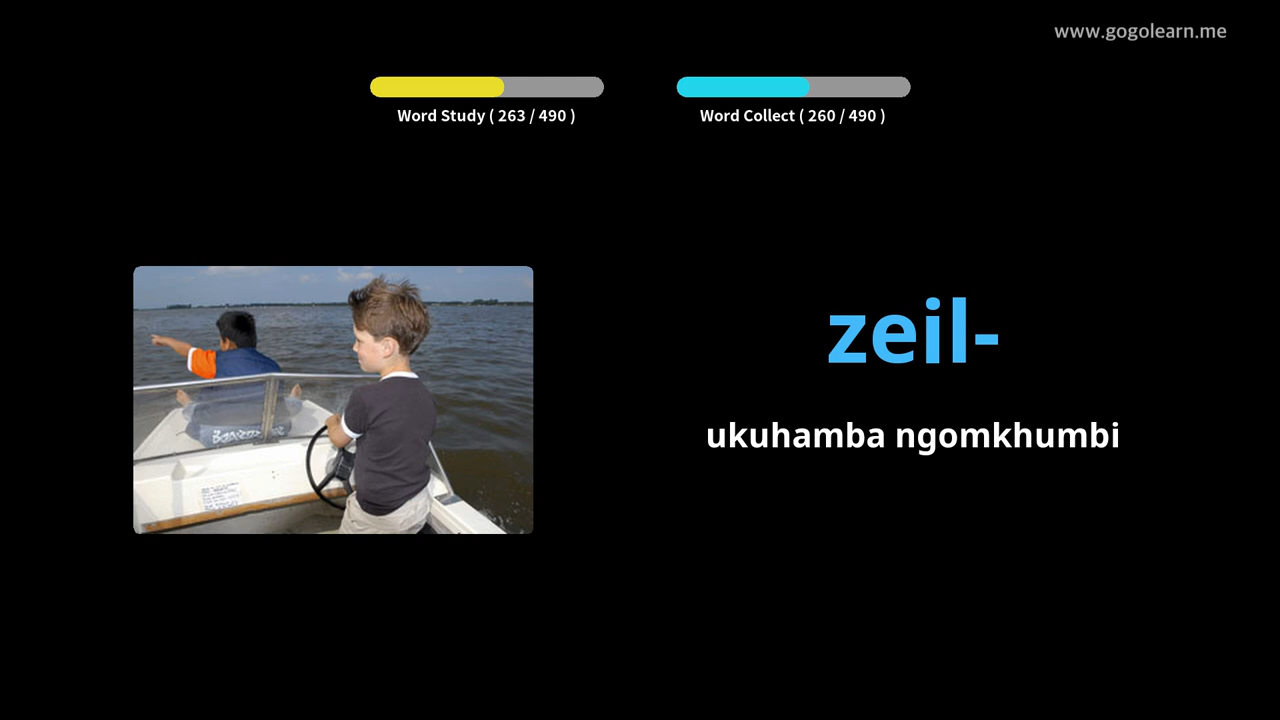 www.gogolearn.me
Word Study ( 263 / 490 )
Word Collect ( 260 / 490 )
zeil-
ukuhamba ngomkhumbi